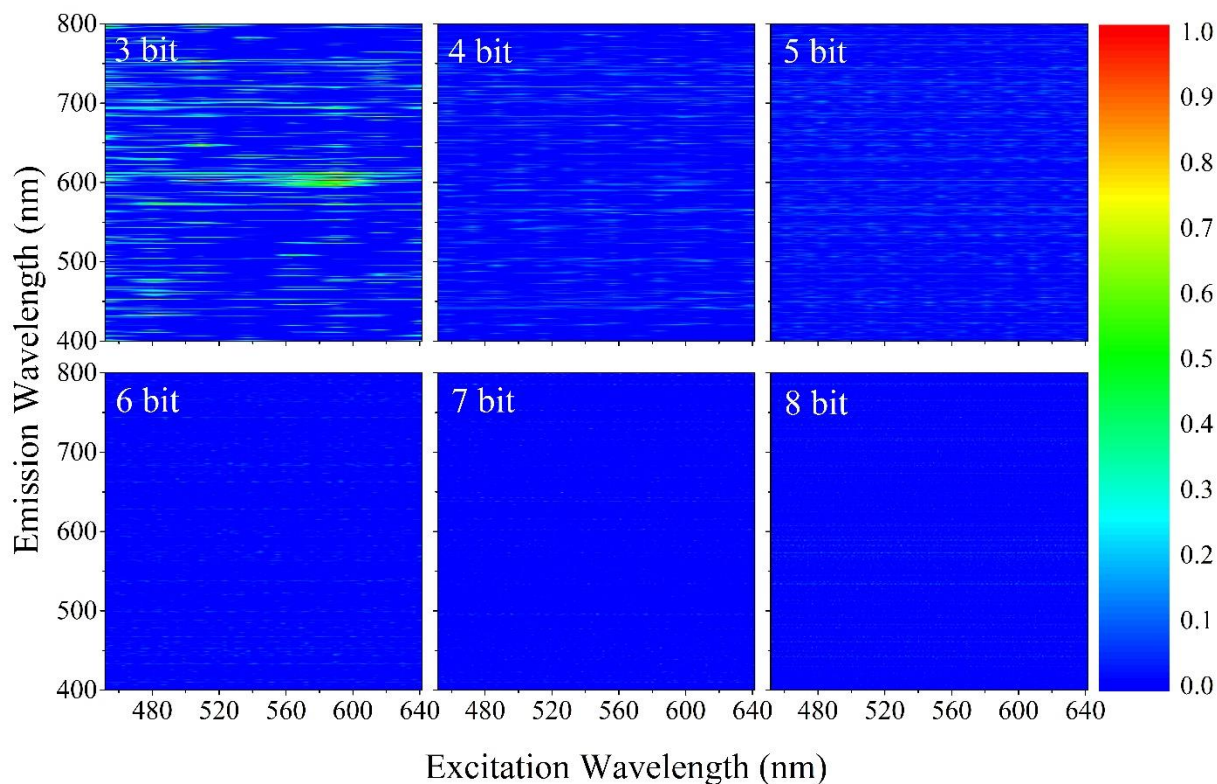 3 bit
4 bit
5 bit
6 bit
7 bit
8 bit
800
700
600
500
400
800
700
600
500
400
480 520 560 600 640
480 520 560 600 640
480 520 560 600 640
Emission Wavelength (nm)
Excitation Wavelength (nm)
1.0
0.9
0.8
0.7
0.6
0.5
0.4
0.3
0.2
0.1
0.0